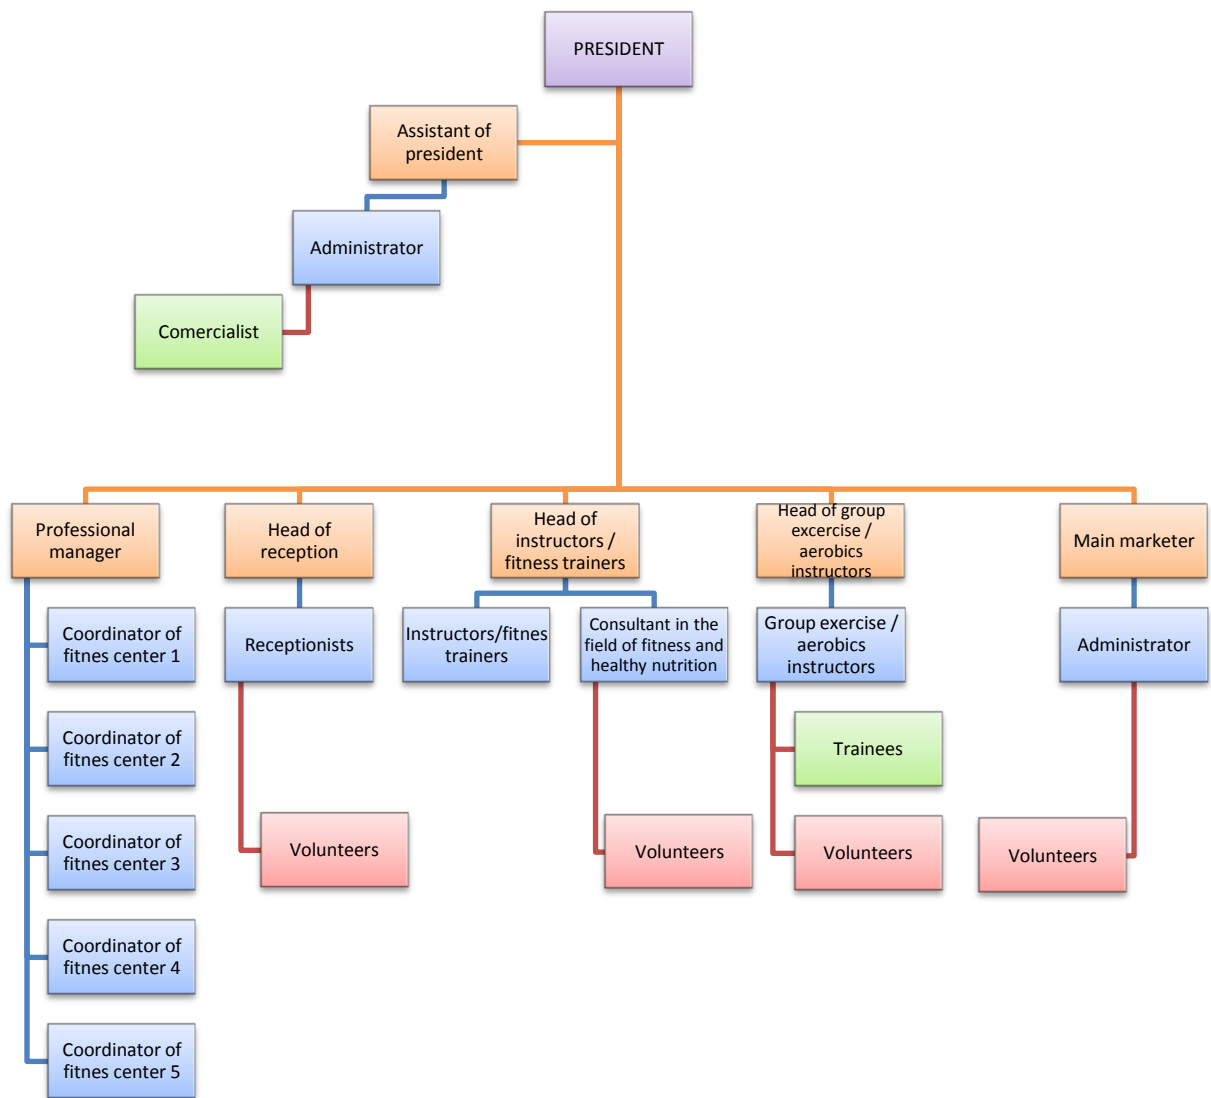 PRESIDENT
Assistant of
president
Administrator
Comercialist
Professional
manager
Head of
reception
Head of
instructors /
fitness trainers
Head of group
excercise /
aerobics
instructors
Main marketer
Coordinator of
fitnes center 1
Receptionists
Instructors/fitnes
trainers
Consultant in the
field of fitness and
healthy nutrition
Group exercise /
aerobics
instructors
Administrator
Coordinator of
fitnes center 2
Trainees
Coordinator of
fitnes center 3
Volunteers
Volunteers
Volunteers
Volunteers
Coordinator of
fitnes center 4
Coordinator of
fitnes center 5